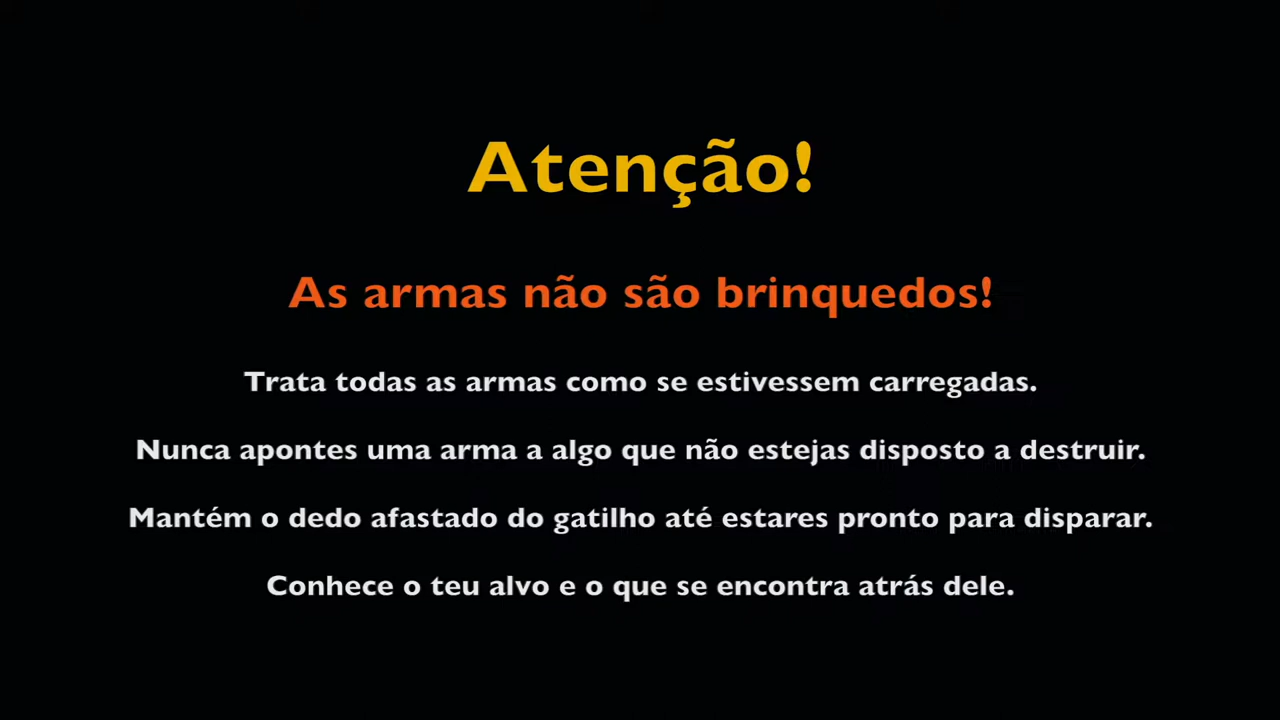 Atenção!
As armas não são brinquedos!
Trata todas as armas como se estivessem carregadas.
Nunca apontes uma arma a algo que não estejas disposto a destruir.
Mantém o dedo afastado do gatilho até estares pronto para disparar.
Conhece o teu alvo e o que se encontra atrás dele.